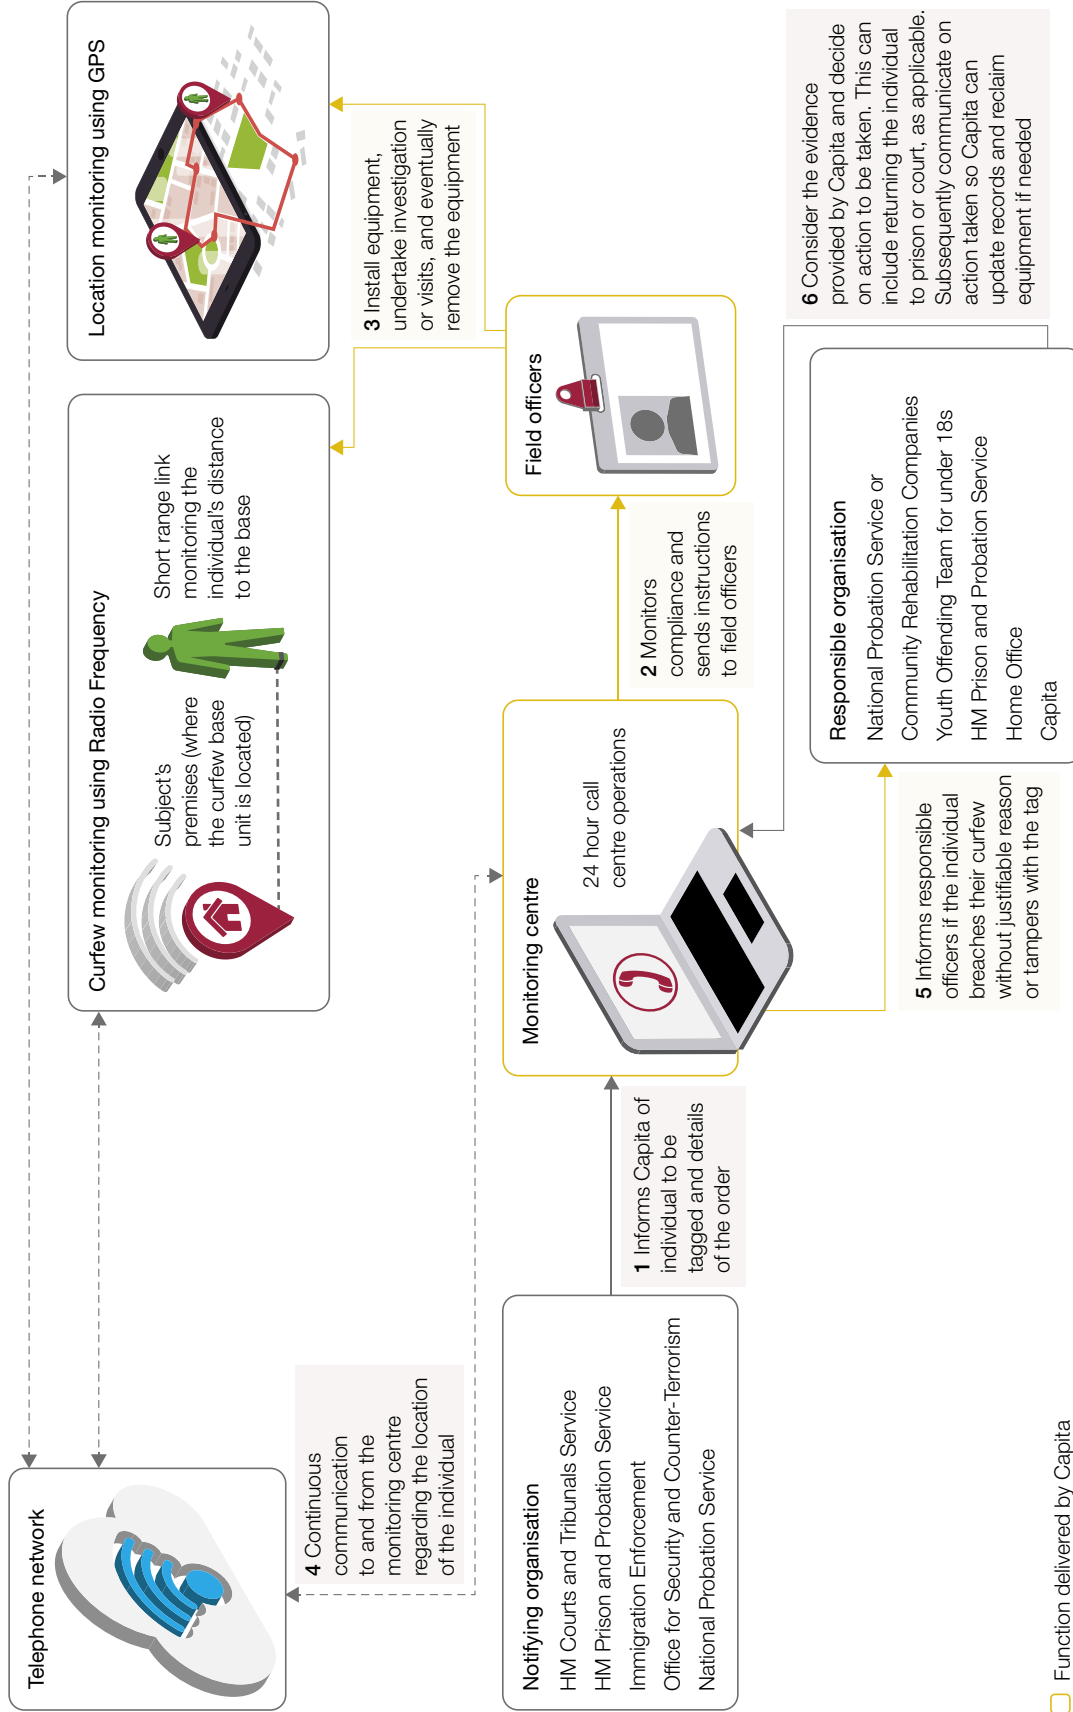 Telephone network
Curfew monitoring using Radio Frequency
Subject's
premises (where
the curfew base
unit is located)
Short range link
monitoring the
individual's distance
to the base
Location monitoring using GPS
4 Continuous
communication
to and from the
monitoring centre
regarding the location
of the individual
3 Install equipment,
undertake investigation
or visits, and eventually
remove the equipment
Notifying organisation
HM Courts and Tribunals Service
HM Prison and Probation Service
Immigration Enforcement
Office for Security and Counter-Terrorism
National Probation Service
1 Informs Capita of
individual to be
tagged and details
of the order
Monitoring centre
24 hour call
centre operations
2 Monitors
compliance and
sends instructions
to field officers
Field officers
5 Informs responsible
officers if the individual
breaches their curfew
without justifiable reason
or tampers with the tag
Responsible organisation
National Probation Service or
Community Rehabilitation Companies
Youth Offending Team for under 18s
HM Prison and Probation Service
Home Office
Capita
6 Consider the evidence
provided by Capita and decide
on action to be taken. This can
include returning the individual
to prison or court, as applicable.
Subsequently communicate on
action taken so Capita can
update records and reclaim
equipment if needed
Function delivered by Capita